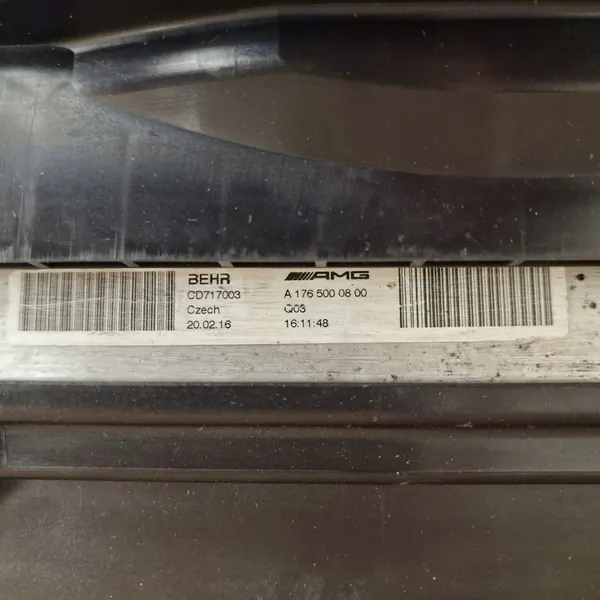 BEHR
CD717003
Czech
20.02.16
AMG
A 176 500 08 00
Q03
16:11:48